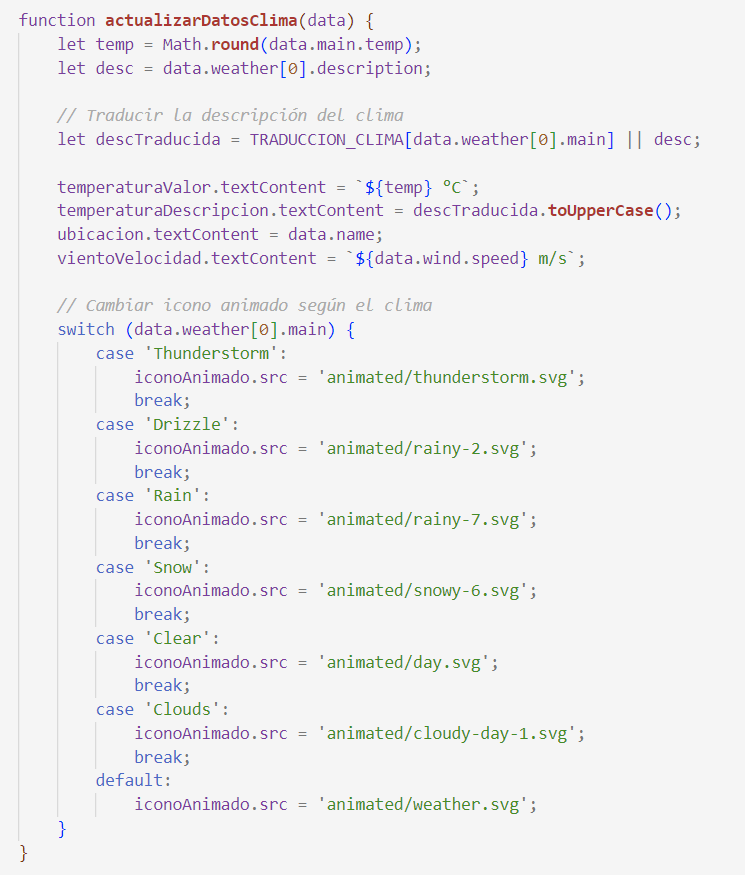 function actualizarDatosClima(data) {
    let temp = Math.round(data.main.temp);
    let desc = data.weather[0].description;

    // Traducir la descripción del clima
    let descTraducida = TRADUCCION_CLIMA[data.weather[0].main] || desc;

    temperaturaValor.textContent = `${temp} °C`;
    temperaturaDescripcion.textContent = descTraducida.toUpperCase();
    ubicacion.textContent = data.name;
    vientoVelocidad.textContent = `${data.wind.speed} m/s`;

    // Cambiar icono animado según el clima
    switch (data.weather[0].main) {
        case 'Thunderstorm':
            iconoAnimado.src = 'animated/thunderstorm.svg';
            break;
        case 'Drizzle':
            iconoAnimado.src = 'animated/rainy-2.svg';
            break;
        case 'Rain':
            iconoAnimado.src = 'animated/rainy-7.svg';
            break;
        case 'Snow':
            iconoAnimado.src = 'animated/snowy-6.svg';
            break;
        case 'Clear':
            iconoAnimado.src = 'animated/day.svg';
            break;
        case 'Clouds':
            iconoAnimado.src = 'animated/cloudy-day-1.svg';
            break;
        default:
            iconoAnimado.src = 'animated/weather.svg';
    }
}